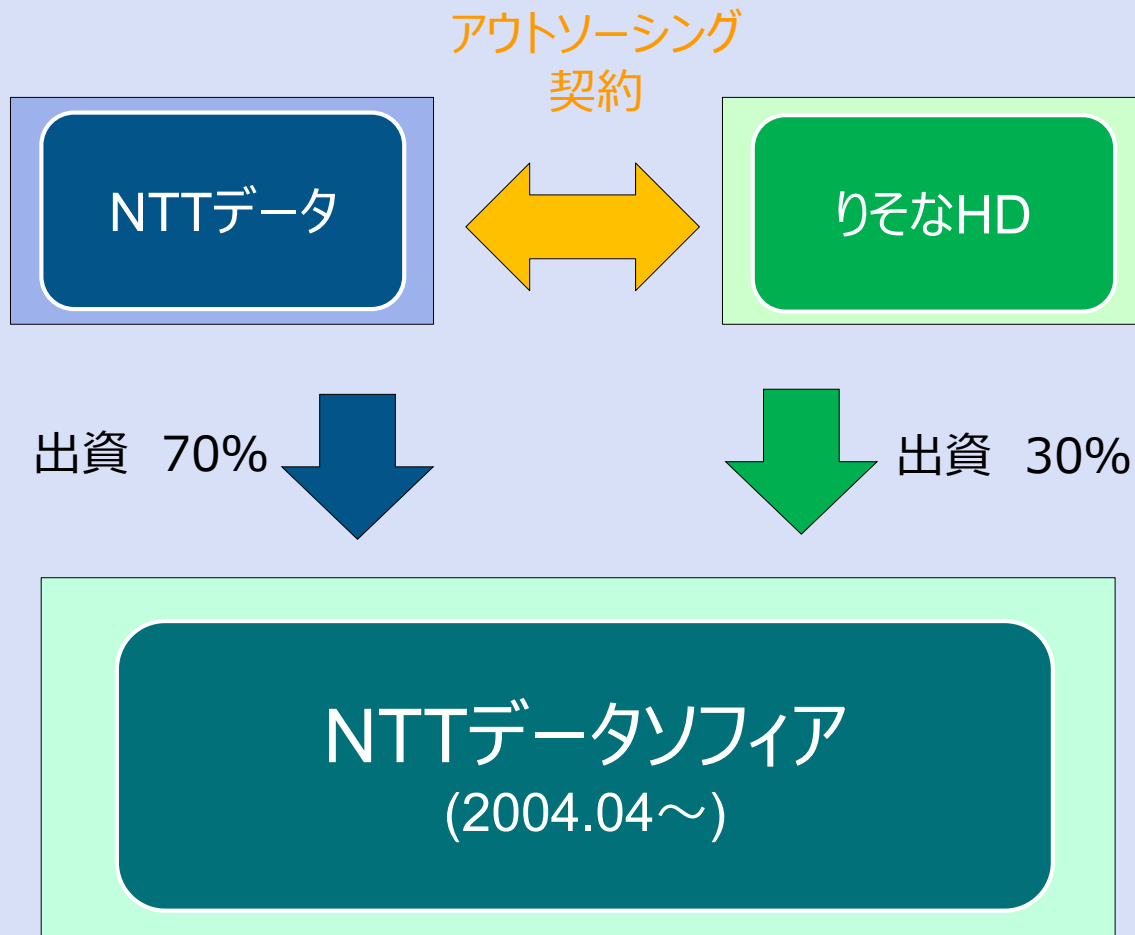 アウトソーシング
契約
NTTデータ
りそなHD
出資　70%
出資　30%
NTTデータソフィア
(2004.04～)